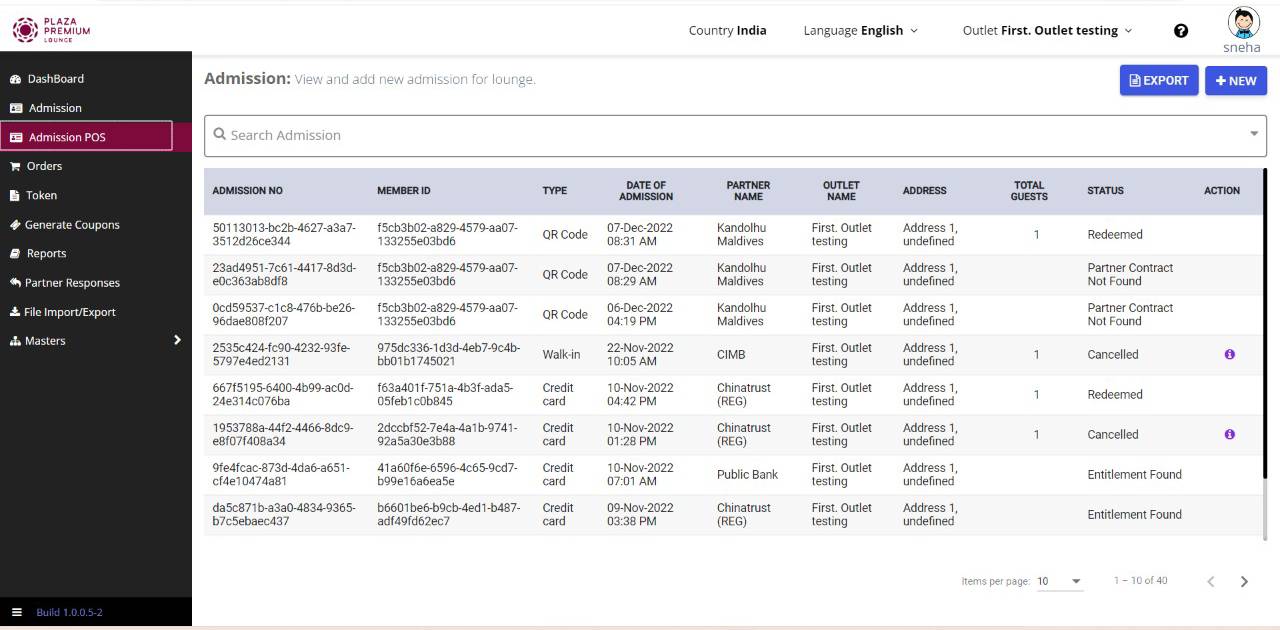 PLAZA
PREMIUM
LOUNGE
Country India
Language English
Outlet First. Outlet testing
sneha
DashBoard
Admission
Admission POS
Orders
Token
Generate Coupons
Reports
Partner Responses
File Import/Export
Masters
Build 1.0.0.5-2
Admission: View and add new admission for lounge.
EXPORT
+ NEW
Search Admission
ADMISSION NO MEMBER ID TYPE DATE OF ADMISSION PARTNER NAME OUTLET NAME ADDRESS TOTAL GUESTS STATUS ACTION
50113013-bc2b-4627-a3a7- f5cb3b02-a829-4579-aa07- QR Code 07-Dec-2022 Kandolhu First. Outlet Address 1, 1 Redeemed
3512d26ce344 133255e03bd6 08:31 AM Maldives testing undefined
23ad4951-7c61-4417-8d3d- f5cb3b02-a829-4579-aa07- QR Code 07-Dec-2022 Kandolhu First. Outlet Address 1, Partner Contract
e0c363ab8df8 133255e03bd6 08:29 AM Maldives testing undefined Not Found
0cd59537-c1c8-476b-be26- f5cb3b02-a829-4579-aa07- QR Code 06-Dec-2022 Kandolhu First. Outlet Address 1, Partner Contract
96dae808f207 133255e03bd6 04:19 PM Maldives testing undefined Not Found
2535c424-fc90-4232-93fe- 975dc336-1d3d-4eb7-9c4b- Walk-in 22-Nov-2022 CIMB First. Outlet Address 1, 1 Cancelled
5797e4ed2131 bb01b1745021 10:05 AM testing undefined
667f5195-6400-4b99-ac0d- f63a401f-751a-4b3f-ada5- Credit 10-Nov-2022 Chinatrust First. Outlet Address 1, 1 Redeemed
24e314c076ba 05feb1c0b845 card 04:42 PM (REG) testing undefined
1953788a-44f2-4466-8dc9- 2dccbf52-7e4a-4a1b-9741- Credit 10-Nov-2022 Chinatrust First. Outlet Address 1, 1 Cancelled
e8f07f408a34 92a5a30e3b88 card 01:28 PM (REG) testing undefined
9fe4fcac-873d-4da6-a651- 41a60f6e-6596-4c65-9cd7- Credit 10-Nov-2022 Public Bank First. Outlet Address 1, Entitlement Found
cf4e10474a81 b99e16a6ea5e card 07:01 AM testing undefined
da5c871b-a3a0-4834-9365- b6601be6-b9cb-4ed1-b487- Credit 09-Nov-2022 Chinatrust First. Outlet Address 1, Entitlement Found
b7c5ebaec437 adf49fd62ec7 card 03:38 PM (REG) testing undefined
Items per page: 10 1 – 10 of 40